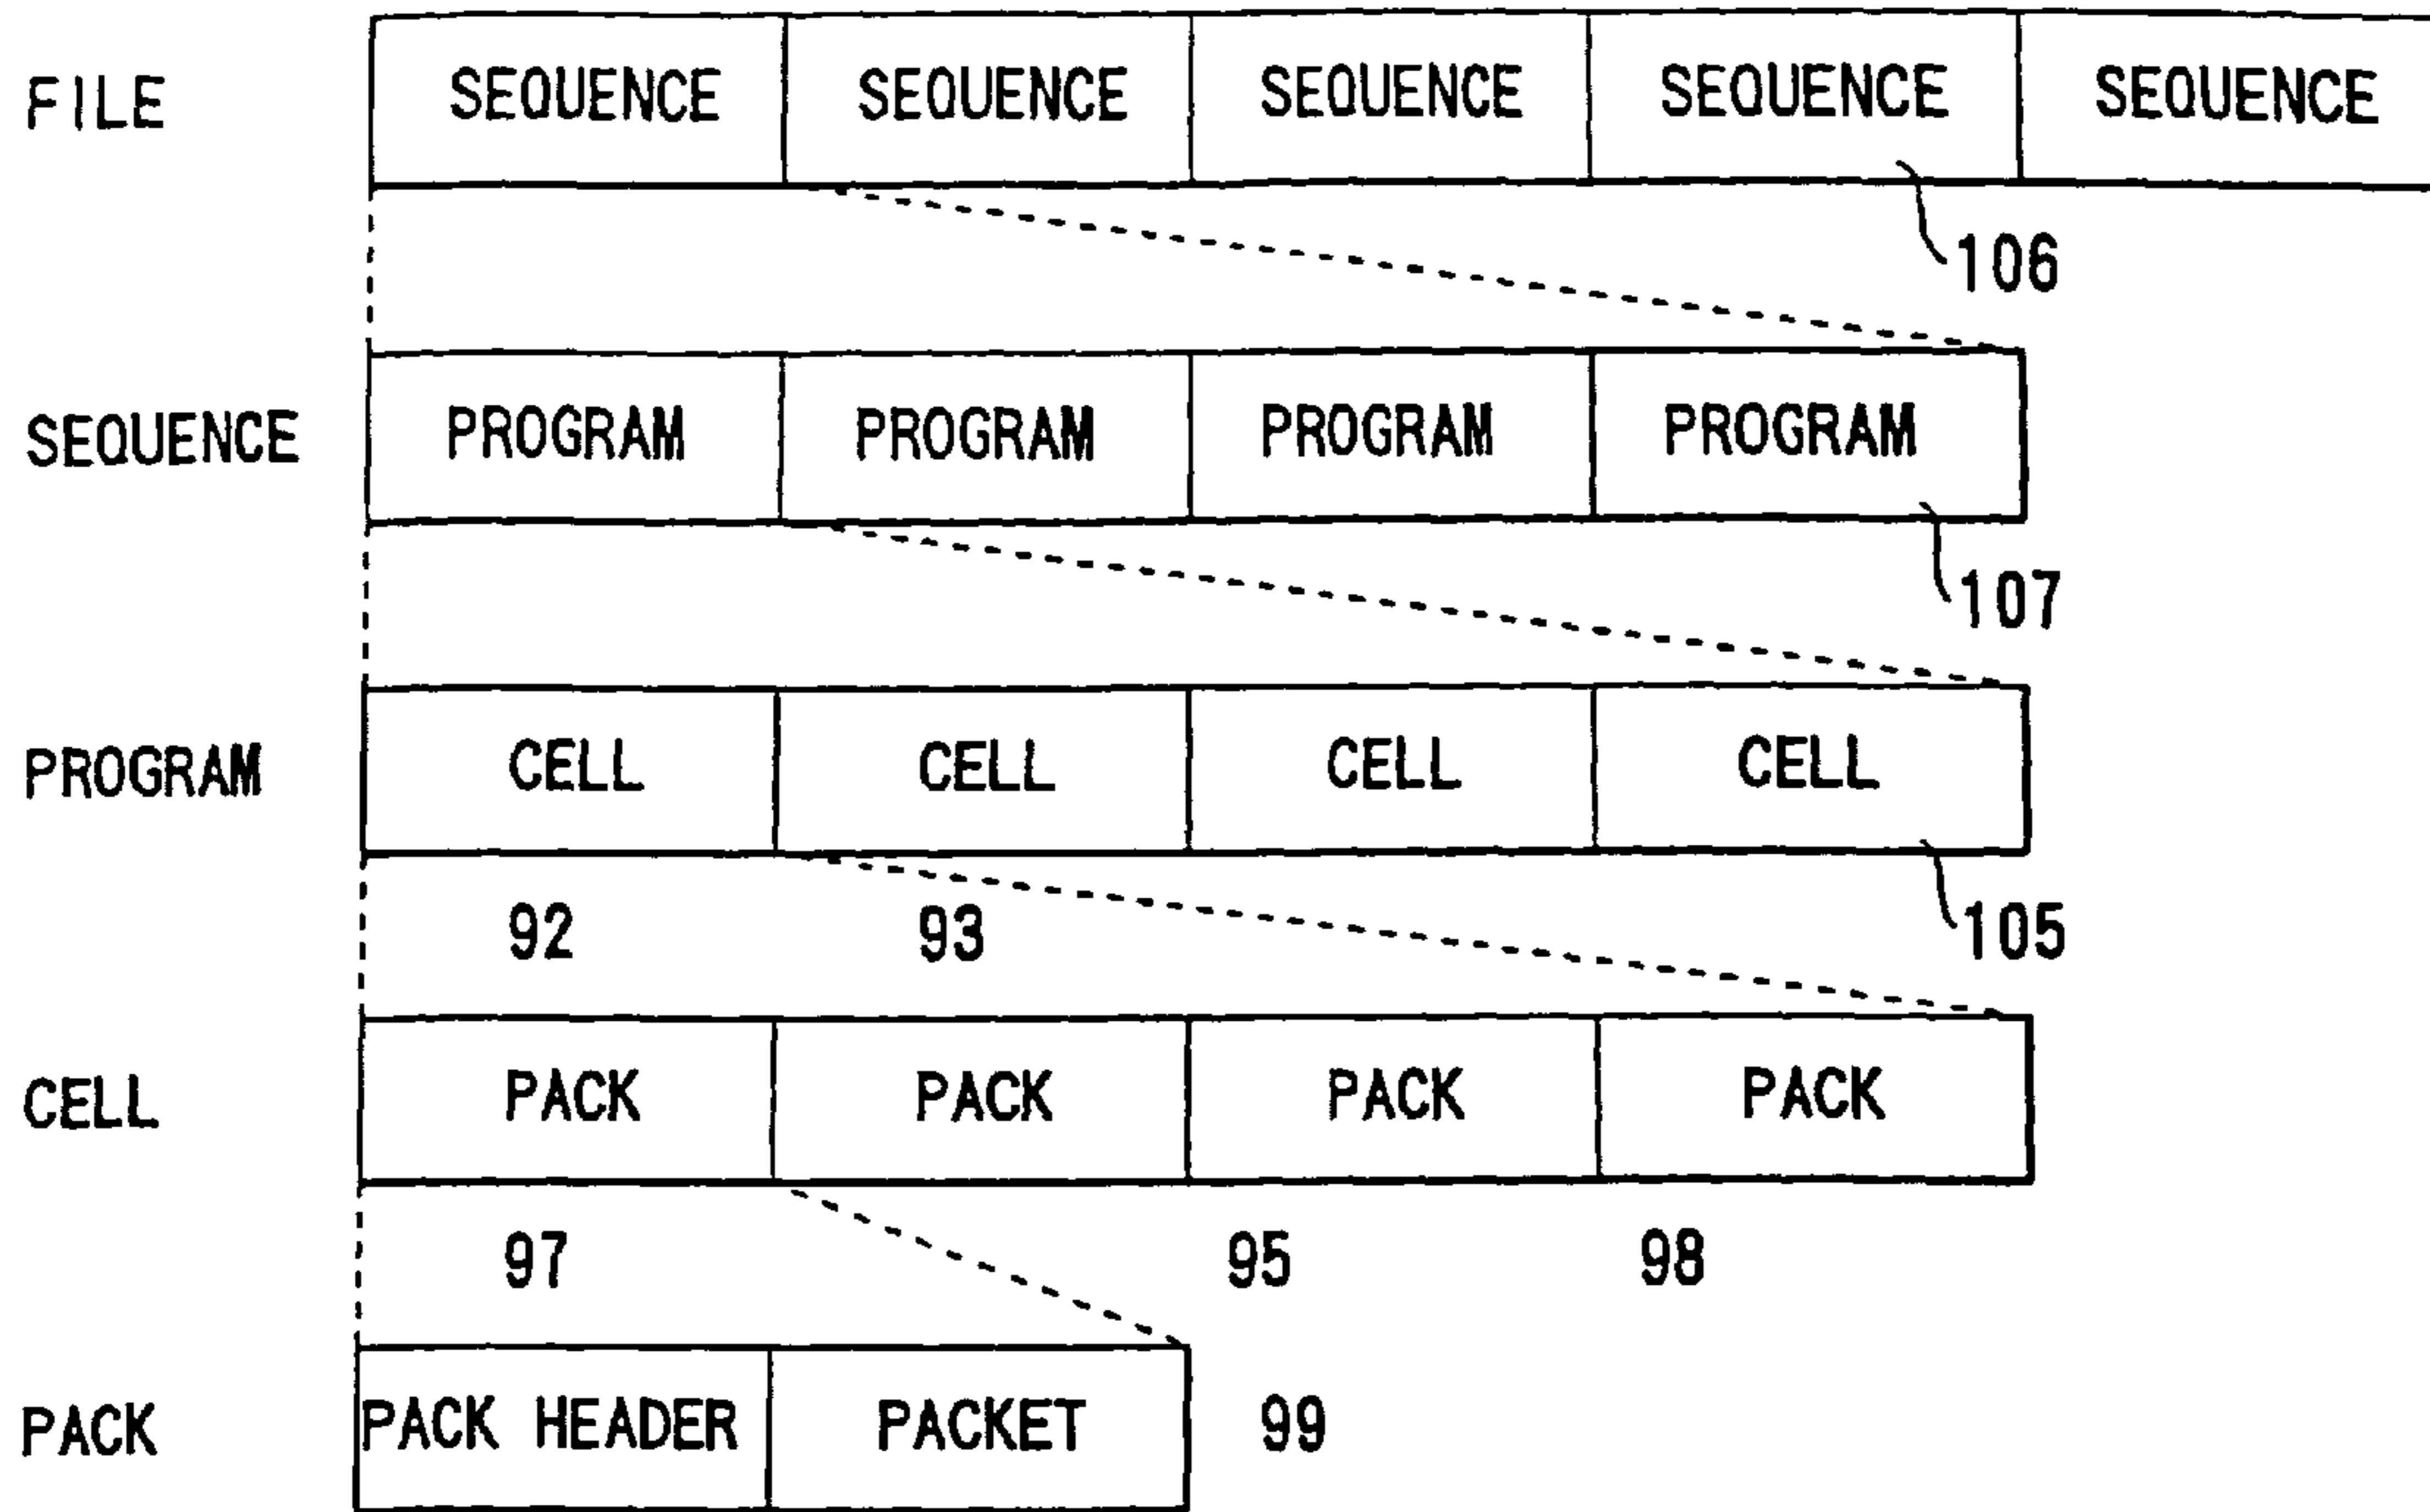 FILE SEQUENCE SEQUENCE SEQUENCE SEQUENCE SEQUENCE
106
SEQUENCE PROGRAM PROGRAM PROGRAM PROGRAM
107
PROGRAM CELL CELL CELL CELL
92 93 105
CELL PACK PACK PACK PACK
97 95 98
PACK PACK HEADER PACKET 99